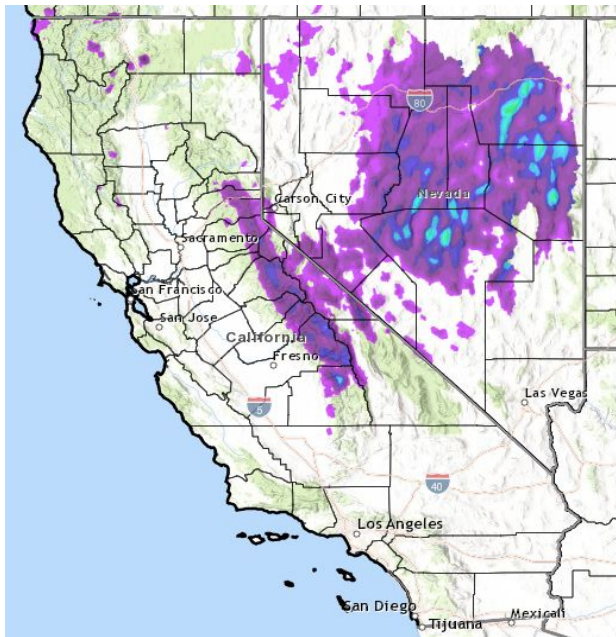 80
Nevada
Carson City
Sacramento
San Francisco
San Jose
California
Fresno
5
Las Vegas
40
Los Angeles
San Diego
Tijuana
Mexicali